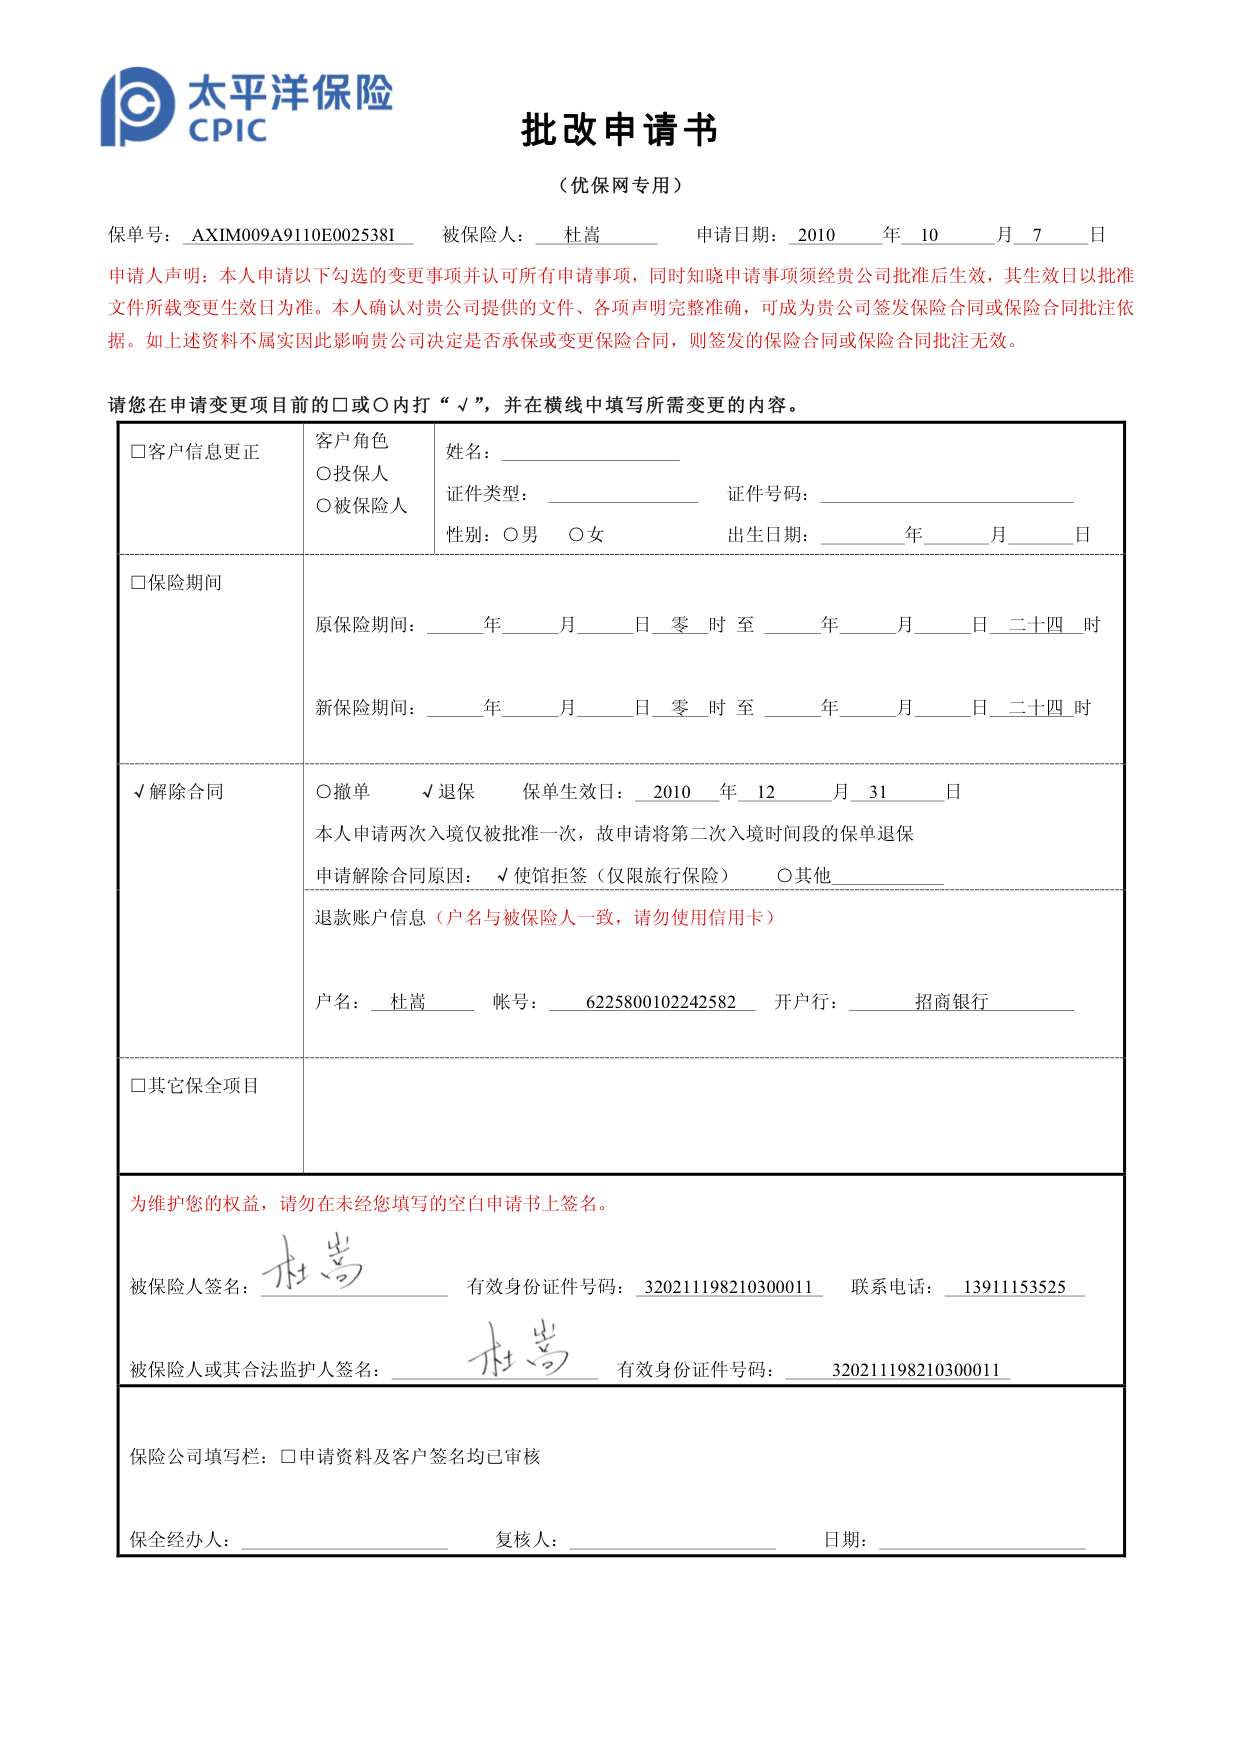 太平洋保险
CPIC
批改申请书
（优保网专用）
保单号： AXIM009A9110E002538I 被保险人： 杜嵩 申请日期： 2010 年 10 月 7 日
申请人声明：本人申请以下勾选的变更事项并认可所有申请事项，同时知晓申请事项须经贵公司批准后生效，其生效日以批准
文件所载变更生效日为准。本人确认对贵公司提供的文件、各项声明完整准确，可成为贵公司签发保险合同或保险合同批注依
据。如上述资料不属实因此影响贵公司决定是否承保或变更保险合同，则签发的保险合同或保险合同批注无效。
请您在申请变更项目前的□或〇内打“√”，并在横线中填写所需变更的内容。
□客户信息更正
客户角色
〇投保人
〇被保险人
姓名：
证件类型： 证件号码：
性别：〇男 〇女 出生日期： 年 月 日
□保险期间
原保险期间： 年 月 日 零 时 至 年 月 日 二十四 时
新保险期间： 年 月 日 零 时 至 年 月 日 二十四 时
√解除合同
〇撤单 √退保 保单生效日： 2010 年 12 月 31 日
本人申请两次入境仅被批准一次，故申请将第二次入境时间段的保单退保
申请解除合同原因： √使馆拒签（仅限旅行保险） 〇其他
退款账户信息（户名与被保险人一致，请勿使用信用卡）
户名： 杜嵩 帐号： 6225800102242582 开户行： 招商银行
□其它保全项目
为维护您的权益，请勿在未经您填写的空白申请书上签名。
被保险人签名： 杜嵩 有效身份证件号码： 320211198210300011 联系电话： 13911153525
被保险人或其合法监护人签名： 杜嵩 有效身份证件号码： 320211198210300011
保险公司填写栏：□申请资料及客户签名均已审核
保全经办人： 复核人： 日期：